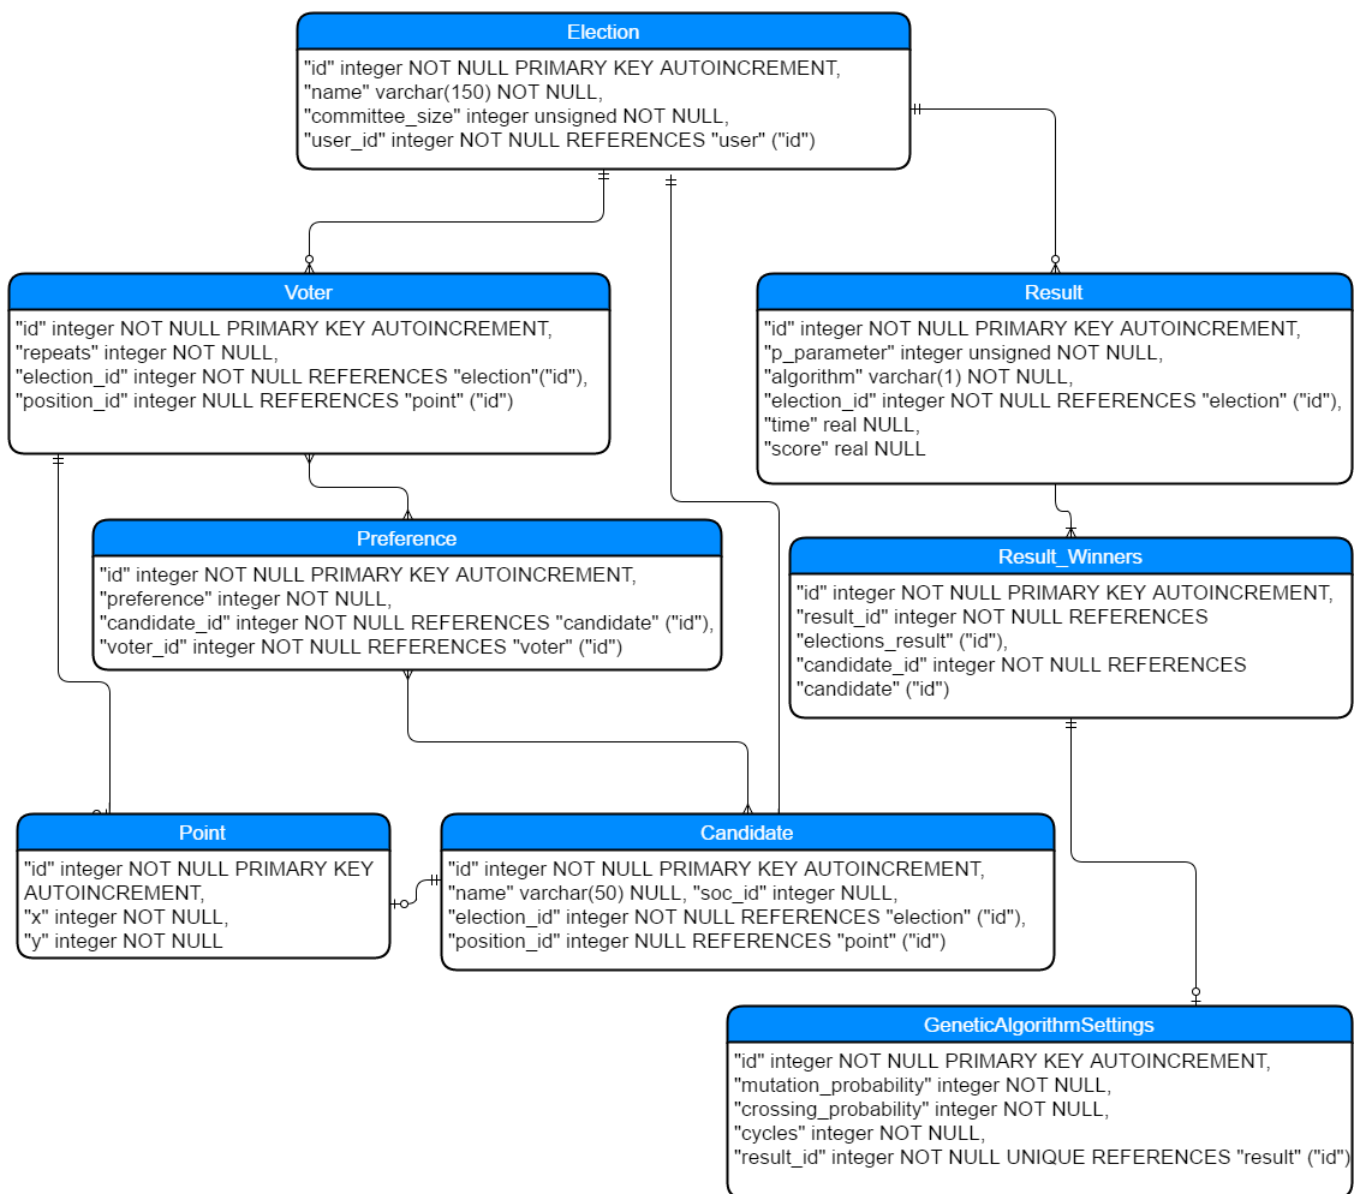 Election
"id" integer NOT NULL PRIMARY KEY AUTOINCREMENT,
"name" varchar(150) NOT NULL,
"committee_size" integer unsigned NOT NULL,
"user_id" integer NOT NULL REFERENCES "user" ("id")
Voter
"id" integer NOT NULL PRIMARY KEY AUTOINCREMENT,
"repeats" integer NOT NULL,
"election_id" integer NOT NULL REFERENCES "election"("id"),
"position_id" integer NULL REFERENCES "point" ("id")
Result
"id" integer NOT NULL PRIMARY KEY AUTOINCREMENT,
"p_parameter" integer unsigned NOT NULL,
"algorithm" varchar(1) NOT NULL,
"election_id" integer NOT NULL REFERENCES "election" ("id"),
"time" real NULL,
"score" real NULL
Preference
"id" integer NOT NULL PRIMARY KEY AUTOINCREMENT,
"preference" integer NOT NULL,
"candidate_id" integer NOT NULL REFERENCES "candidate" ("id"),
"voter_id" integer NOT NULL REFERENCES "voter" ("id")
Result_Winners
"id" integer NOT NULL PRIMARY KEY AUTOINCREMENT,
"result_id" integer NOT NULL REFERENCES
"elections_result" ("id"),
"candidate_id" integer NOT NULL REFERENCES
"candidate" ("id")
Point
"id" integer NOT NULL PRIMARY KEY
AUTOINCREMENT,
"x" integer NOT NULL,
"y" integer NOT NULL
Candidate
"id" integer NOT NULL PRIMARY KEY AUTOINCREMENT,
"name" varchar(50) NULL, "soc_id" integer NULL,
"election_id" integer NOT NULL REFERENCES "election" ("id"),
"position_id" integer NULL REFERENCES "point" ("id")
GeneticAlgorithmSettings
"id" integer NOT NULL PRIMARY KEY AUTOINCREMENT,
"mutation_probability" integer NOT NULL,
"crossing_probability" integer NOT NULL,
"cycles" integer NOT NULL,
"result_id" integer NOT NULL UNIQUE REFERENCES "result" ("id")